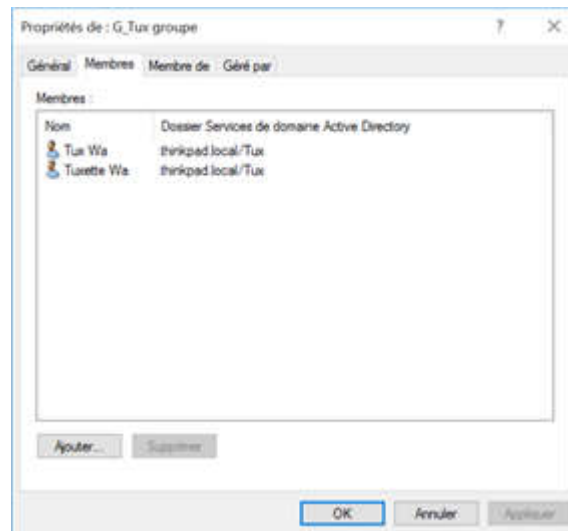 Propriétés de : G_Tux groupe ? ×
Général Membres Membre de Géré par
Membres :
Nom Dossier Services de domaine Active Directory
Tux Wa thinkpad.local/Tux
Tuxette Wa thinkpad.local/Tux
Ajouter... Supprimer
OK Annuler Appliquer